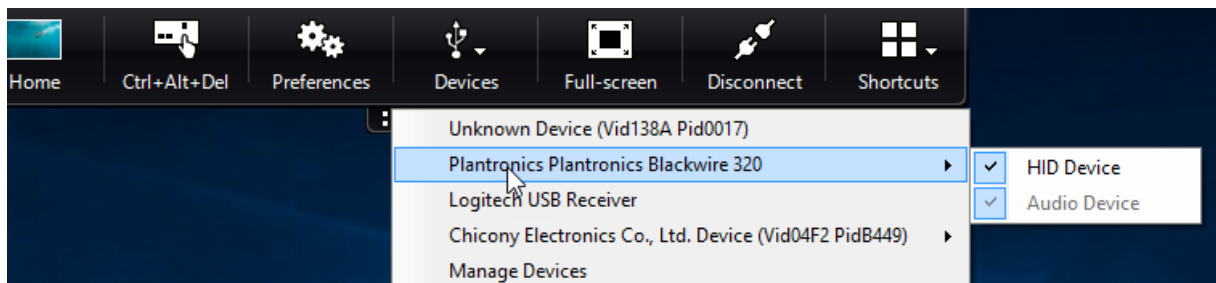 Home Ctrl+Alt+Del Preferences Devices Full-screen Disconnect Shortcuts
Unknown Device (Vid138A Pid0017)
Plantronics Plantronics Blackwire 320
HID Device
Logitech USB Receiver
Audio Device
Chicony Electronics Co., Ltd. Device (Vid04F2 PidB449)
Manage Devices